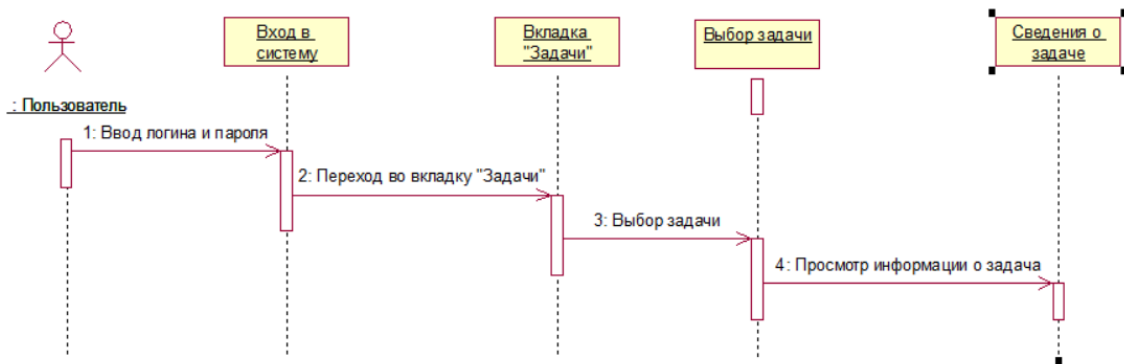 Вход в
систему
Вкладка
"Задачи"
Выбор задачи
Сведения о
задаче
: Пользователь
1: Ввод логина и пароля
2: Переход во вкладку "Задачи"
3: Выбор задачи
4: Просмотр информации о задача